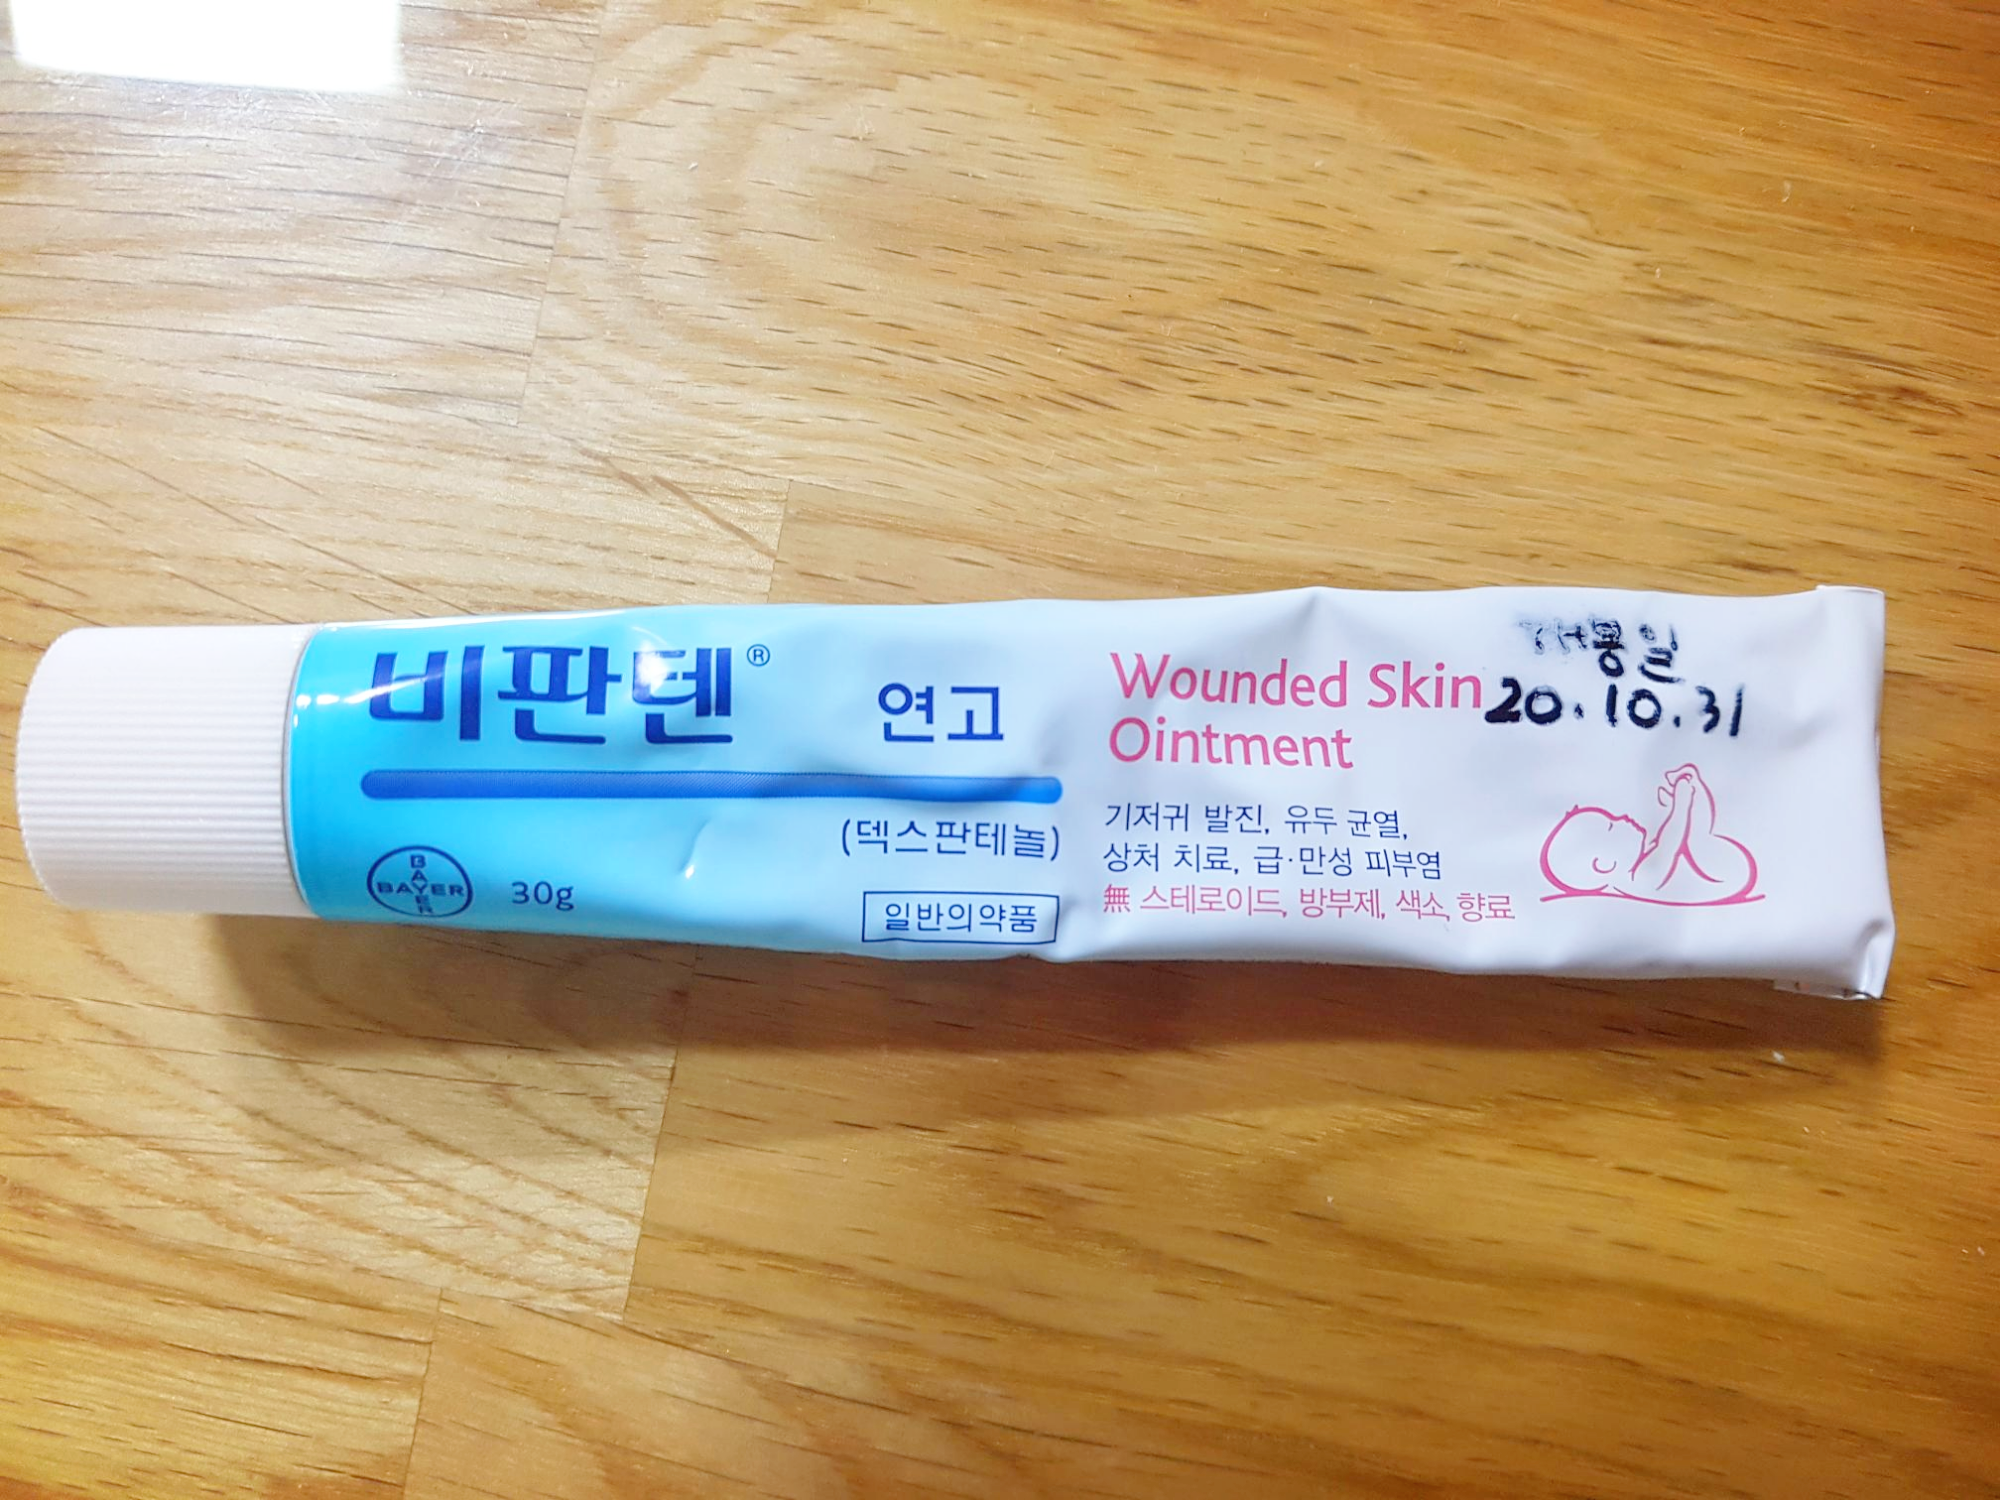 비판텐®
연고
(덱스판테놀)
BAYER
BAYER
30g
일반의약품
Wounded Skin
Ointment
기저귀 발진, 유두 균열,
상처 치료, 급·만성 피부염
無 스테로이드, 방부제, 색소, 향료
개봉일
20.10.31